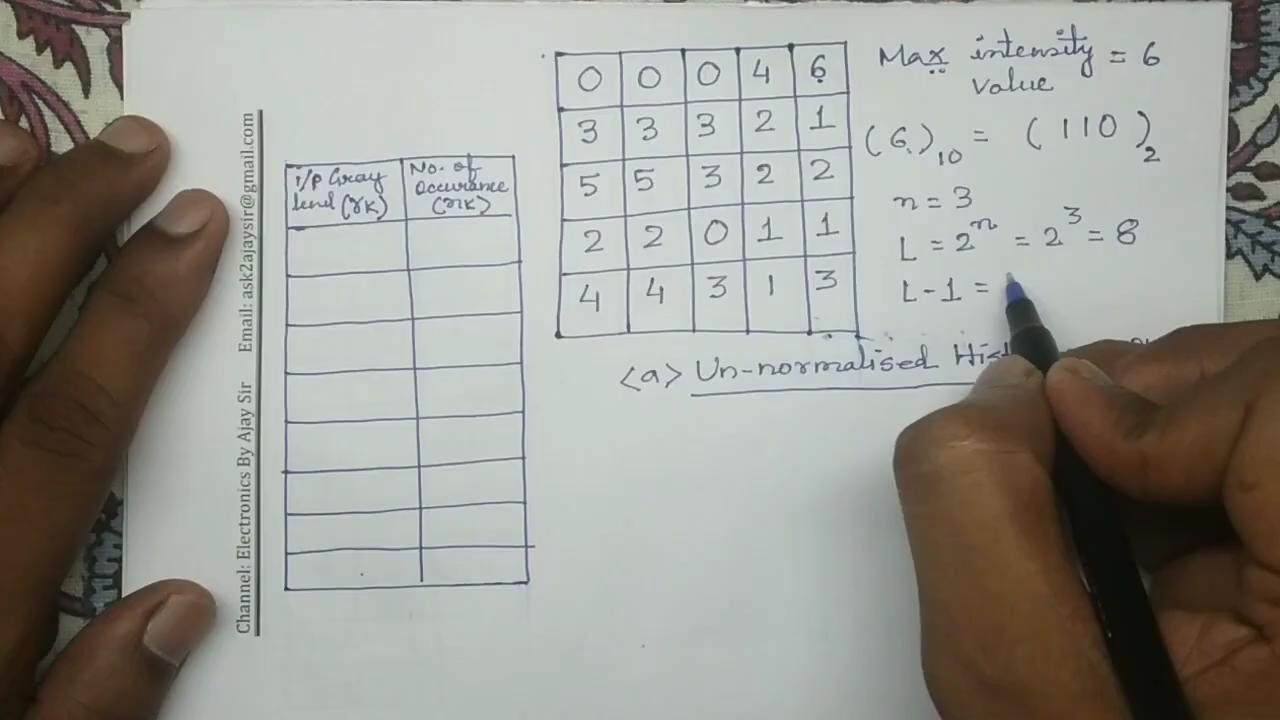 Channel: Electronics By Ajay Sir Email: ask2ajaysir@gmail.com
I/P Gray
level (rk)
No. of
Occurance
(nk)
0 0 0 4 6
3 3 3 2 1
5 5 3 2 2
2 2 0 1 1
4 4 3 1 3
Max intensity = 6
value
(6)10 = (110)2
n = 3
L = 2^n = 2^3 = 8
L-1 =
<a> Un-normalised